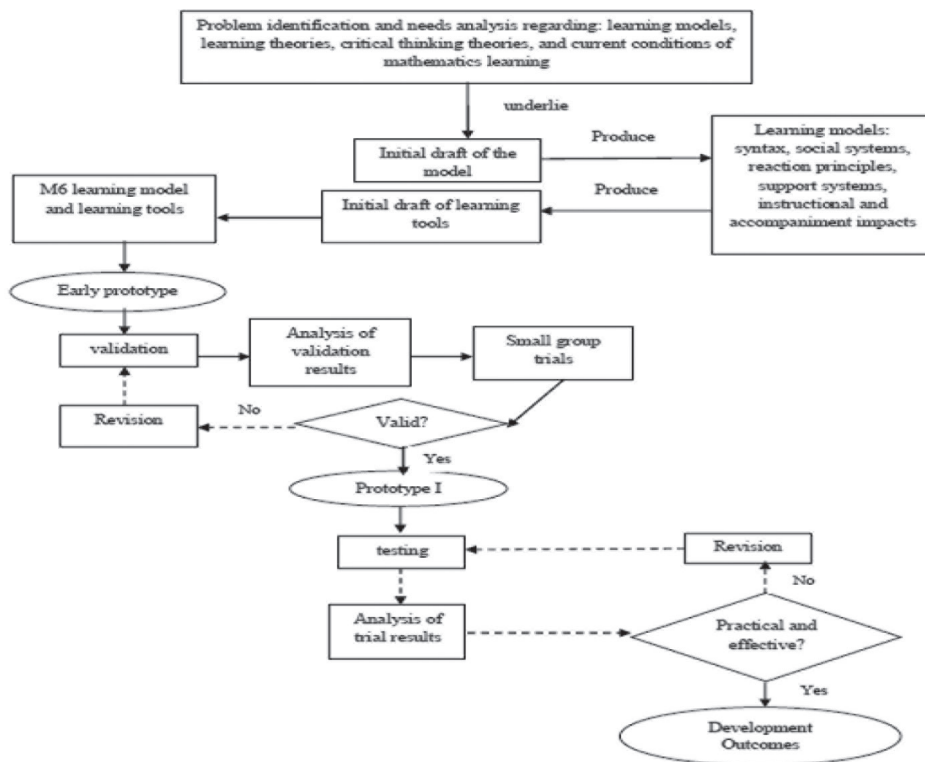 Problem identification and needs analysis regarding: learning models,
learning theories, critical thinking theories, and current conditions of
mathematics learning
underlie
Produce
Initial draft of the
model
Learning models:
syntax, social systems,
reaction principles,
support systems,
instructional and
accompaniment impacts
Produce
Initial draft of learning
tools
M6 learning model
and learning tools
Early prototype
validation
Analysis of
validation
results
Small group
trials
Revision
No
Valid?
Yes
Prototype I
testing
Revision
No
Analysis of
trial results
Practical and
effective?
Yes
Development
Outcomes